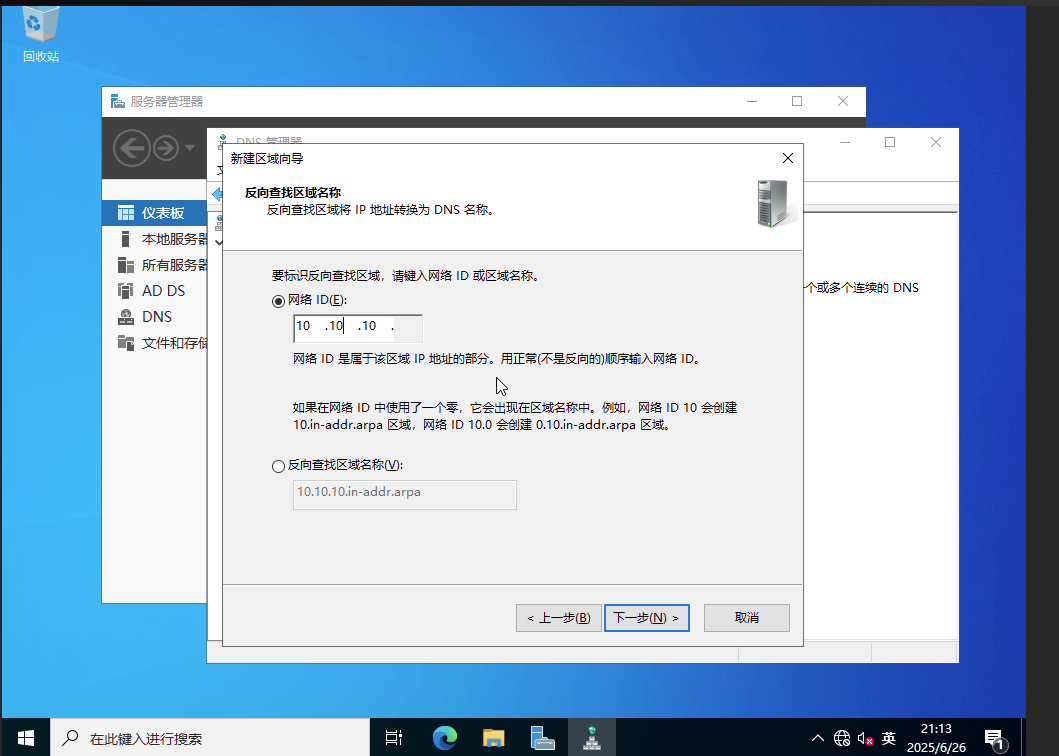 回收站
服务器管理器
DNS 管理器
新建区域向导
反向查找区域名称
反向查找区域将 IP 地址转换为 DNS 名称。
仪表板
本地服务器
所有服务器
AD DS
DNS
文件和存储
要标识反向查找区域，请键入网络 ID 或区域名称。
个或多个连续的 DNS
网络 ID(E):
10 .10 .10 .
网络 ID 是属于该区域 IP 地址的部分。用正常(不是反向的)顺序输入网络 ID。
如果在网络 ID 中使用了一个零，它会出现在区域名称中。例如，网络 ID 10 会创建
10.in-addr.arpa 区域，网络 ID 10.0 会创建 0.10.in-addr.arpa 区域。
反向查找区域名称(V):
10.10.10.in-addr.arpa
< 上一步(B)
下一步(N) >
取消
在此键入进行搜索
英
21:13
2025/6/26
1